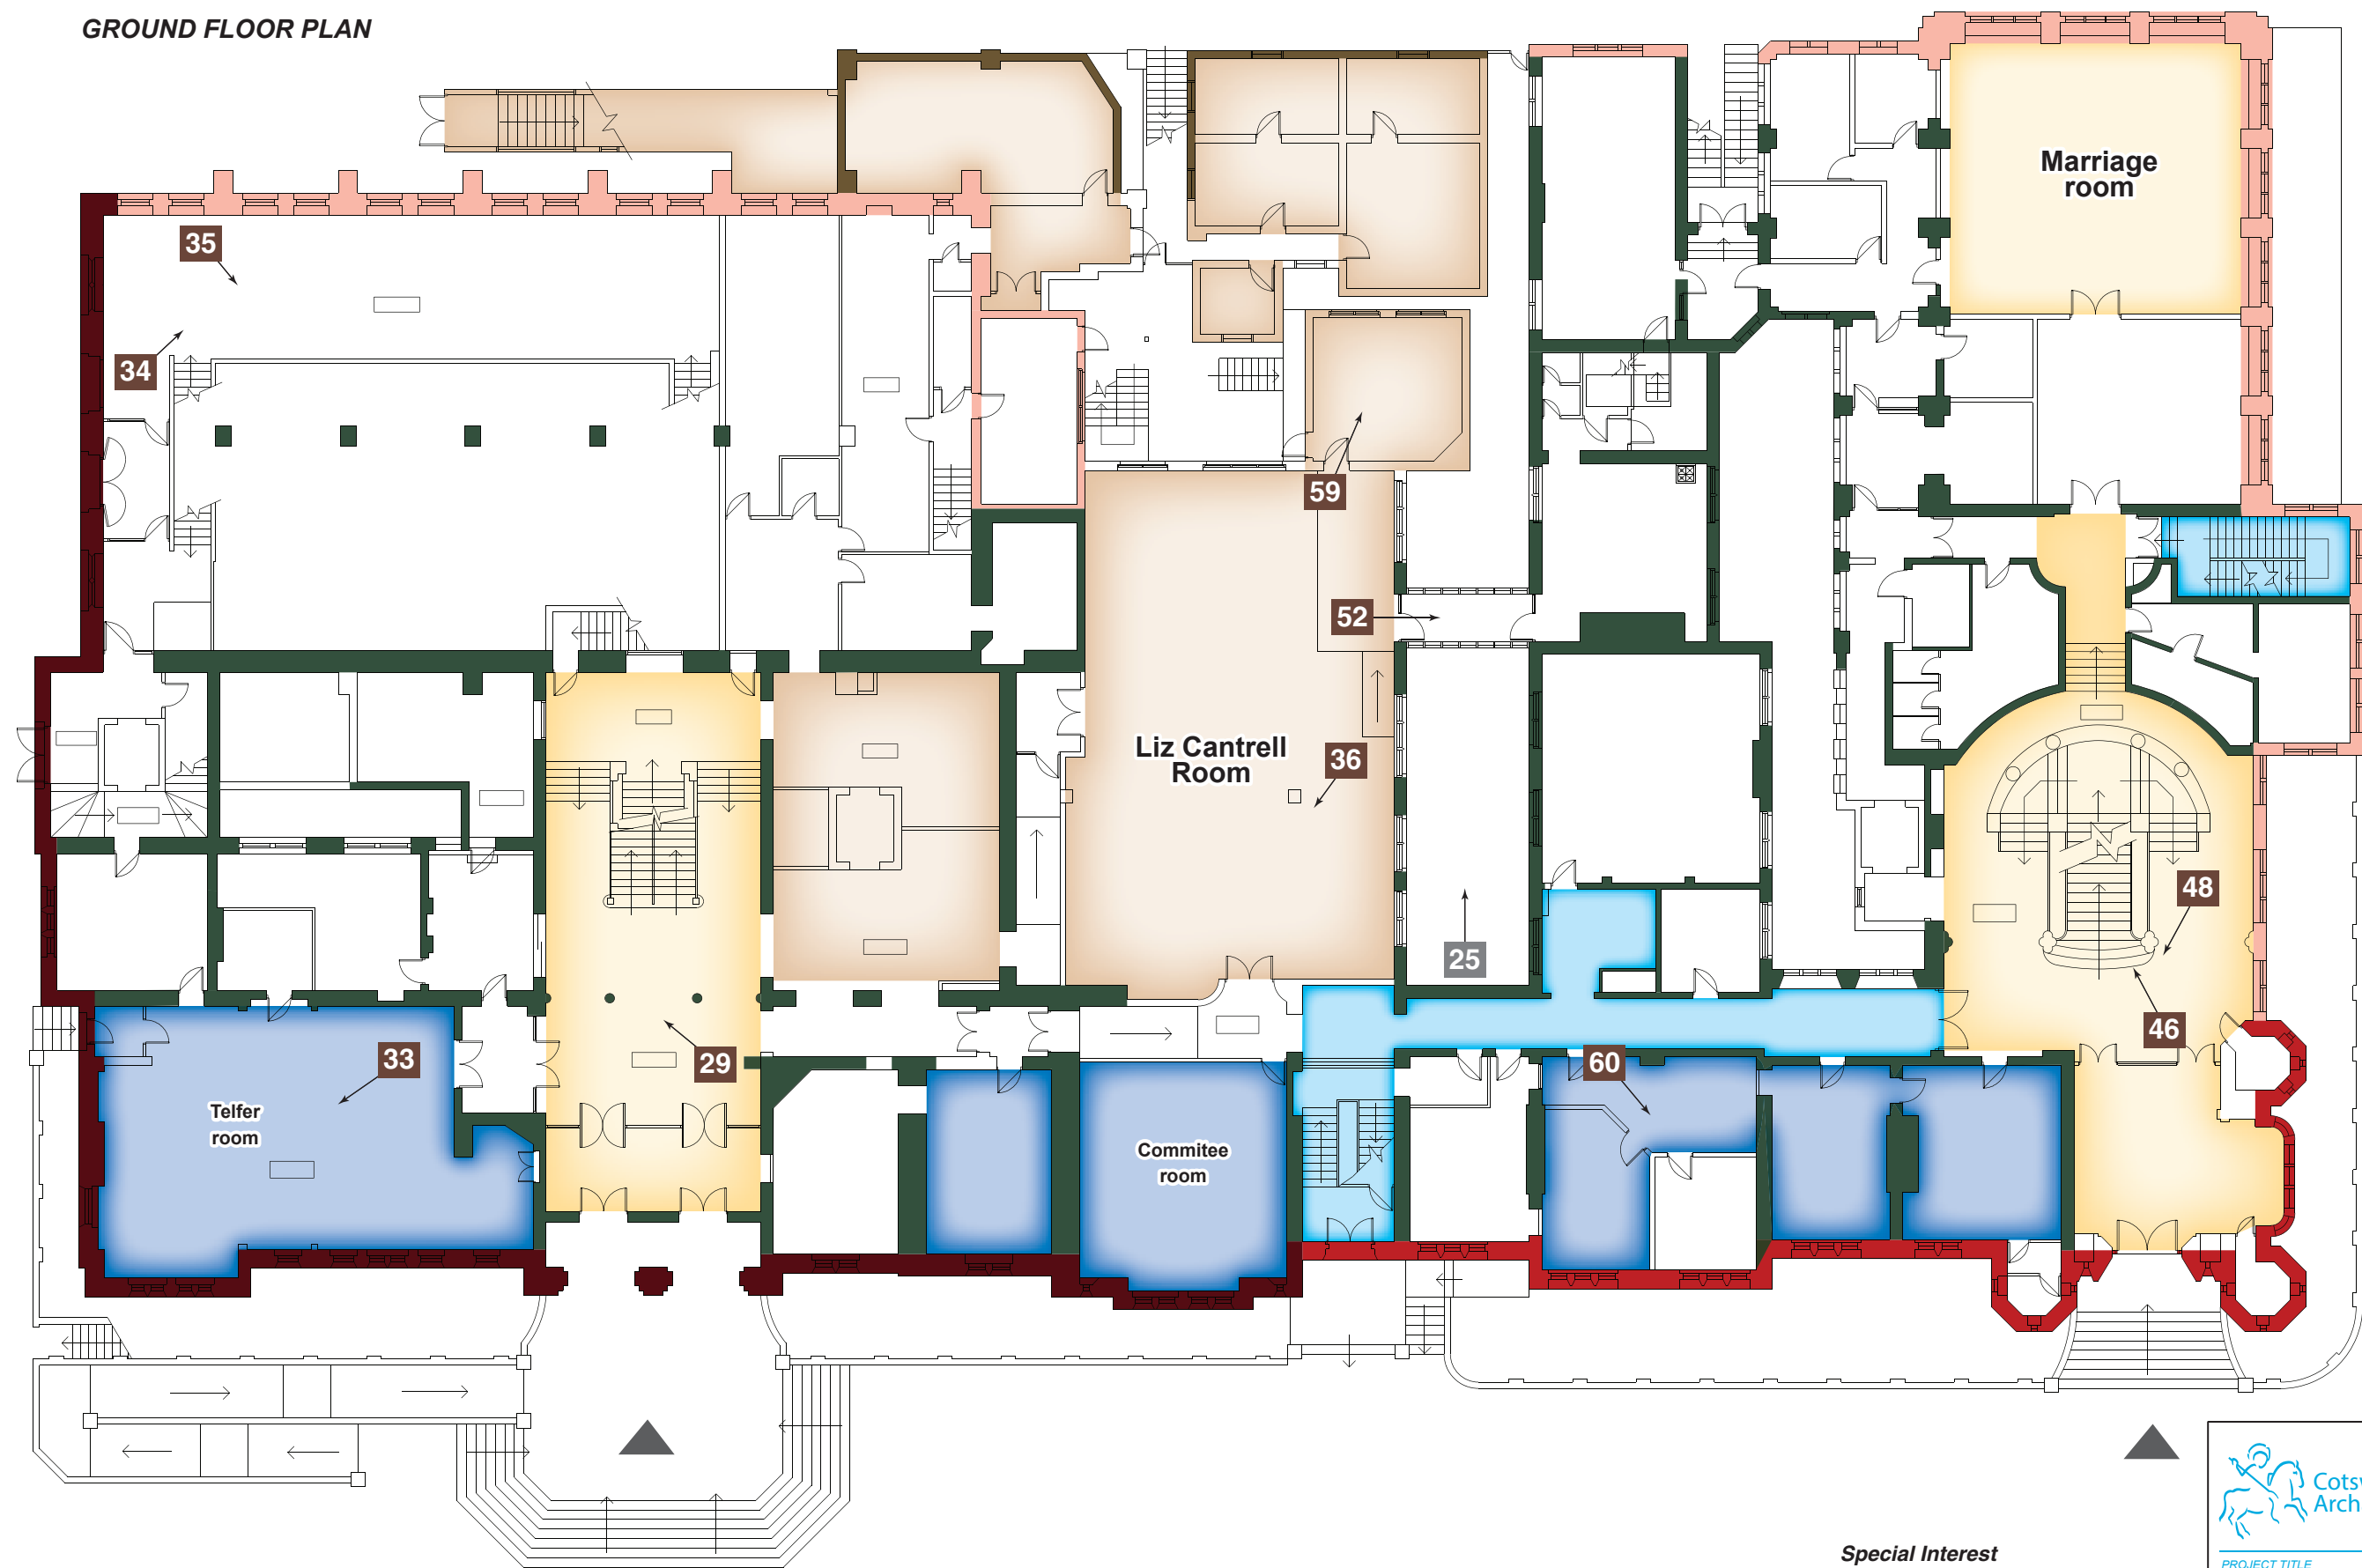 GROUND FLOOR PLAN
Marriage
room
35
34
59
52
Liz Cantrell
Room
36
48
25
46
29
33
60
Telfer
room
Commitee
room
Cots
Arch
Special Interest
PROJECT TITLE